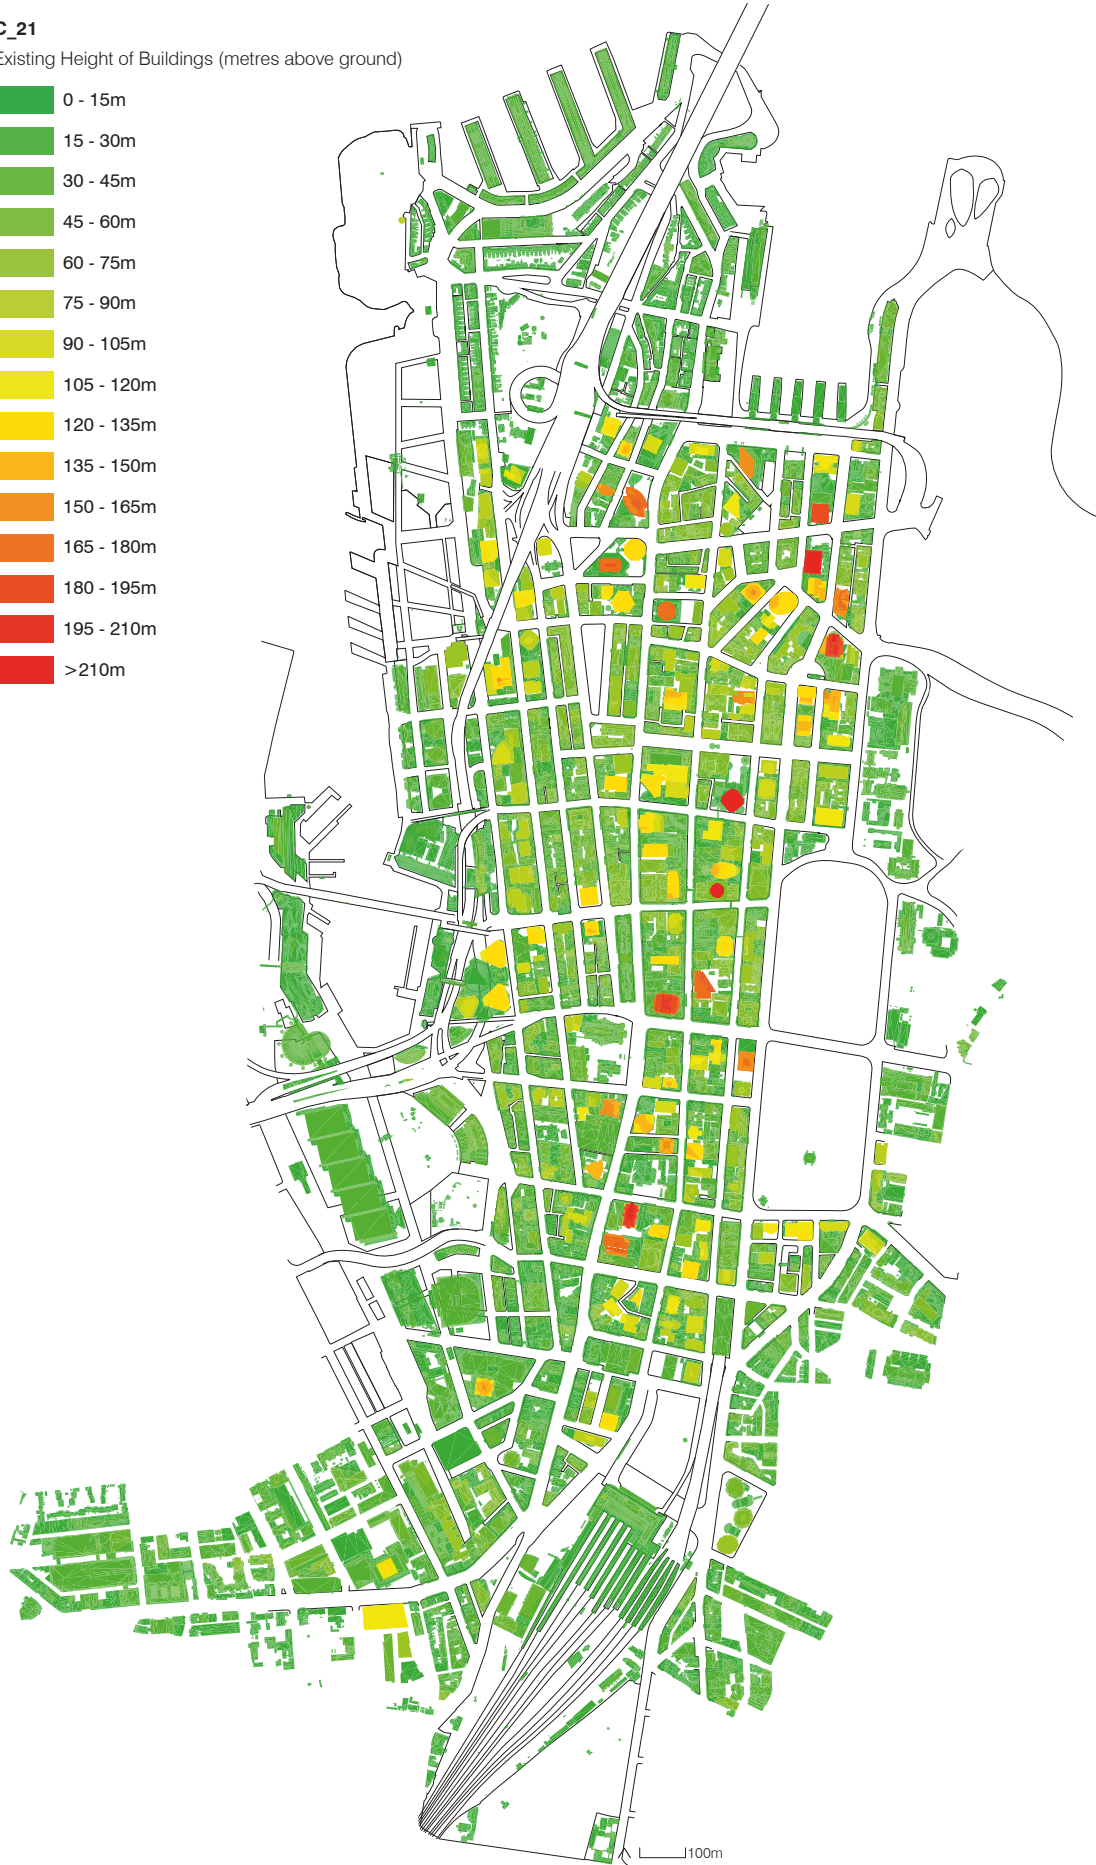 C_21
Existing Height of Buildings (metres above ground)
0 - 15m
15 - 30m
30 - 45m
45 - 60m
60 - 75m
75 - 90m
90 - 105m
105 - 120m
120 - 135m
135 - 150m
150 - 165m
165 - 180m
180 - 195m
195 - 210m
>210m
100m